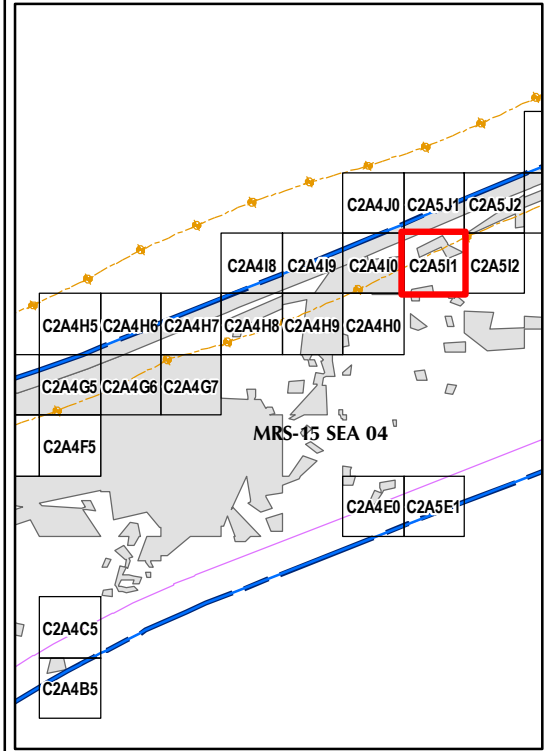 C2A4J0 C2A5J1 C2A5J2
C2A4I8 C2A4I9 C2A4I0 C2A5I1 C2A5I2
C2A4H5 C2A4H6 C2A4H7 C2A4H8 C2A4H9 C2A4H0
C2A4G5 C2A4G6 C2A4G7
C2A4F5
MRS-15 SEA 04
C2A4E0 C2A5E1
C2A4C5
C2A4B5